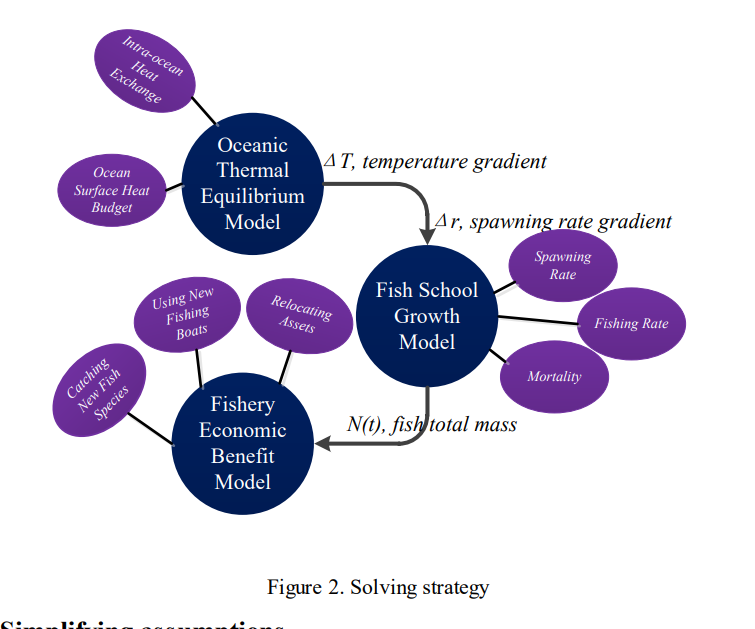 Intra-ocean
Heat
Exchange
Oceanic
Thermal
Equilibrium
Model
Ocean
Surface Heat
Budget
Δ T, temperature gradient
Δ r, spawning rate gradient
Fish School
Growth
Model
Spawning
Rate
Fishing Rate
Mortality
N(t), fish total mass
Using New
Fishing
Boats
Relocating
Assets
Catching
New Fish
Species
Fishery
Economic
Benefit
Model
Figure 2. Solving strategy
Simplifying assumptions